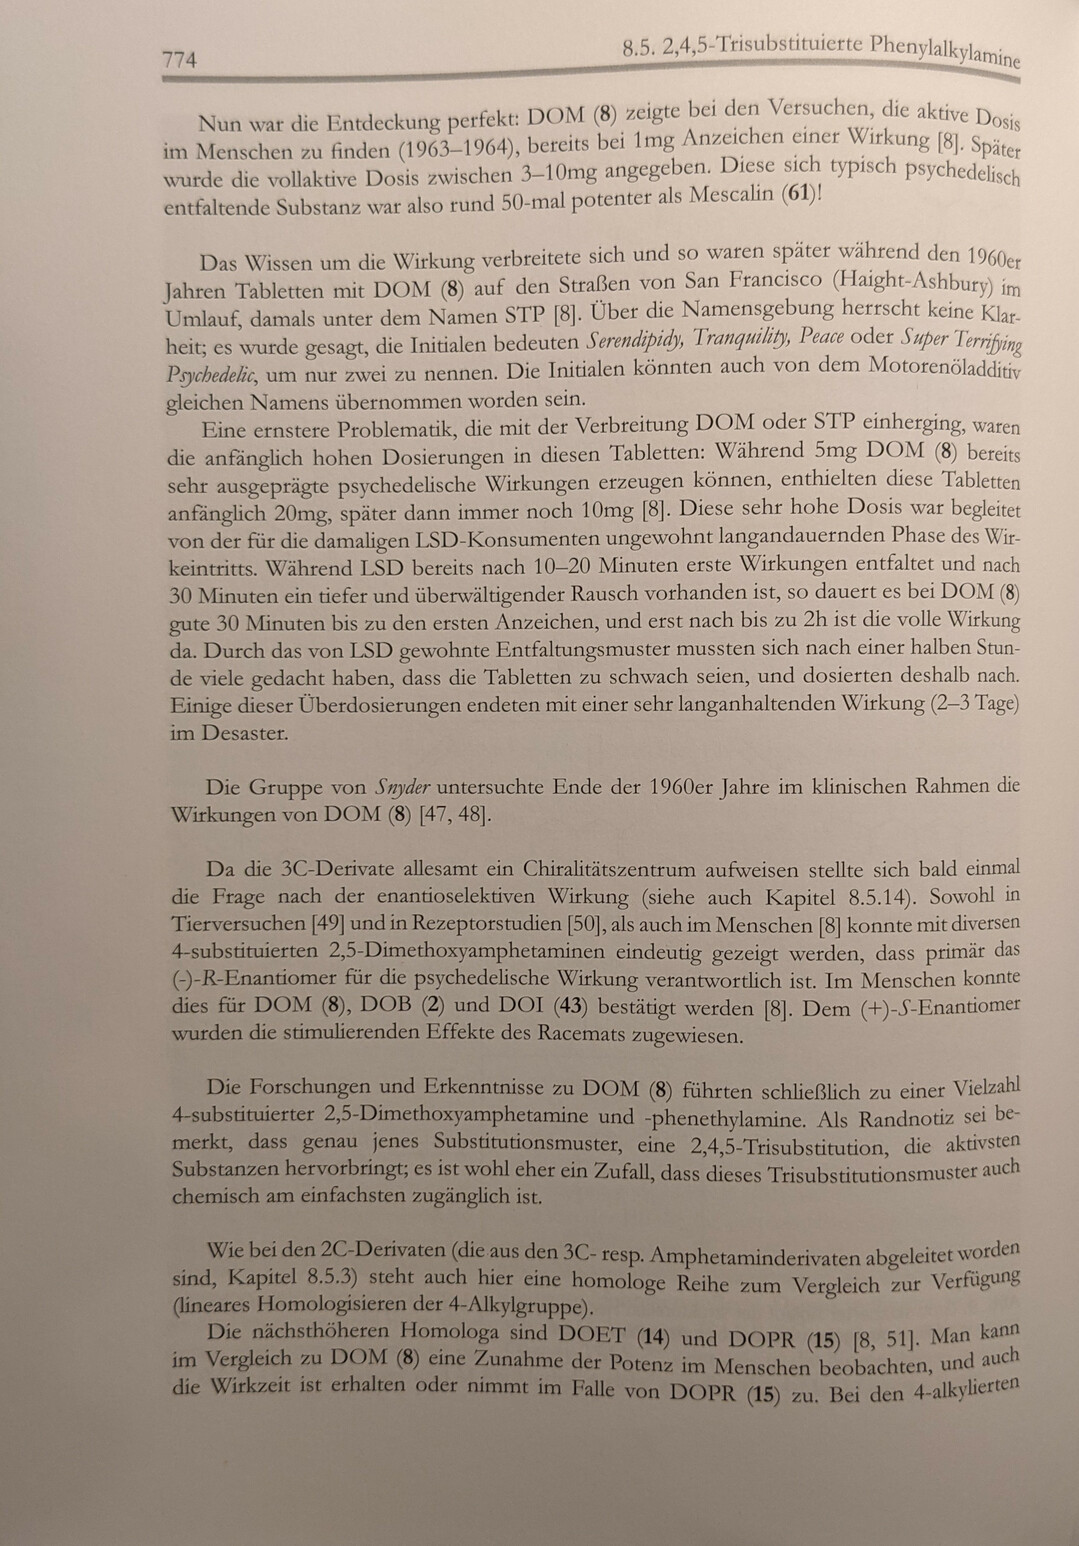 774
8.5. 2,4,5-Trisubstituierte Phenylalkylamine
Nun war die Entdeckung perfekt: DOM (8) zeigte bei den Versuchen, die aktive Dosis
im Menschen zu finden (1963–1964), bereits bei 1mg Anzeichen einer Wirkung [8]. Später
wurde die vollaktive Dosis zwischen 3–10mg angegeben. Diese sich typisch psychedelisch
entfaltende Substanz war also rund 50-mal potenter als Mescalin (61)!
Das Wissen um die Wirkung verbreitete sich und so waren später während den 1960er
Jahren Tabletten mit DOM (8) auf den Straßen von San Francisco (Haight-Ashbury) im
Umlauf, damals unter dem Namen STP [8]. Über die Namensgebung herrscht keine Klar-
heit; es wurde gesagt, die Initialen bedeuten Serendipidy, Tranquility, Peace oder Super Terrifying
Psychedelic, um nur zwei zu nennen. Die Initialen könnten auch von dem Motorenöladditiv
gleichen Namens übernommen worden sein.
Eine ernstere Problematik, die mit der Verbreitung DOM oder STP einherging, waren
die anfänglich hohen Dosierungen in diesen Tabletten: Während 5mg DOM (8) bereits
sehr ausgeprägte psychedelische Wirkungen erzeugen können, enthielten diese Tabletten
anfänglich 20mg, später dann immer noch 10mg [8]. Diese sehr hohe Dosis war begleitet
von der für die damaligen LSD-Konsumenten ungewohnt langandauernden Phase des Wir-
keintritts. Während LSD bereits nach 10–20 Minuten erste Wirkungen entfaltet und nach
30 Minuten ein tiefer und überwältigender Rausch vorhanden ist, so dauert es bei DOM (8)
gute 30 Minuten bis zu den ersten Anzeichen, und erst nach bis zu 2h ist die volle Wirkung
da. Durch das von LSD gewohnte Entfaltungsmuster mussten sich nach einer halben Stun-
de viele gedacht haben, dass die Tabletten zu schwach seien, und dosierten deshalb nach.
Einige dieser Überdosierungen endeten mit einer sehr langanhaltenden Wirkung (2–3 Tage)
im Desaster.
Die Gruppe von Snyder untersuchte Ende der 1960er Jahre im klinischen Rahmen die
Wirkungen von DOM (8) [47, 48].
Da die 3C-Derivate allesamt ein Chiralitätszentrum aufweisen stellte sich bald einmal
die Frage nach der enantioselektiven Wirkung (siehe auch Kapitel 8.5.14). Sowohl in
Tierversuchen [49] und in Rezeptorstudien [50], als auch im Menschen [8] konnte mit diversen
4-substituierten 2,5-Dimethoxyamphetaminen eindeutig gezeigt werden, dass primär das
(-)-R-Enantiomer für die psychedelische Wirkung verantwortlich ist. Im Menschen konnte
dies für DOM (8), DOB (2) und DOI (43) bestätigt werden [8]. Dem (+)-S-Enantiomer
wurden die stimulierenden Effekte des Racemats zugewiesen.
Die Forschungen und Erkenntnisse zu DOM (8) führten schließlich zu einer Vielzahl
4-substituierter 2,5-Dimethoxyamphetamine und -phenethylamine. Als Randnotiz sei be-
merkt, dass genau jenes Substitutionsmuster, eine 2,4,5-Trisubstitution, die aktivsten
Substanzen hervorbringt; es ist wohl eher ein Zufall, dass dieses Trisubstitutionsmuster auch
chemisch am einfachsten zugänglich ist.
Wie bei den 2C-Derivaten (die aus den 3C- resp. Amphetaminderivaten abgeleitet worden
sind, Kapitel 8.5.3) steht auch hier eine homologe Reihe zum Vergleich zur Verfügung
(lineares Homologisieren der 4-Alkylgruppe).
Die nächsthöheren Homologa sind DOET (14) und DOPR (15) [8, 51]. Man kann
im Vergleich zu DOM (8) eine Zunahme der Potenz im Menschen beobachten, und auch
die Wirkzeit ist erhalten oder nimmt im Falle von DOPR (15) zu. Bei den 4-alkylierten